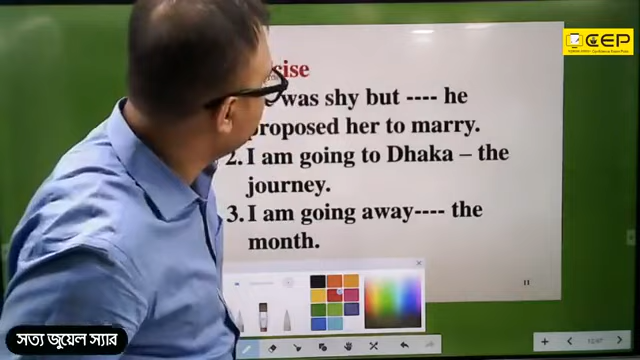 CEP
cise
was shy but ---- he
proposed her to marry.
2. I am going to Dhaka – the
journey.
3. I am going away---- the
month.
11
সত্য জুয়েল স্যার